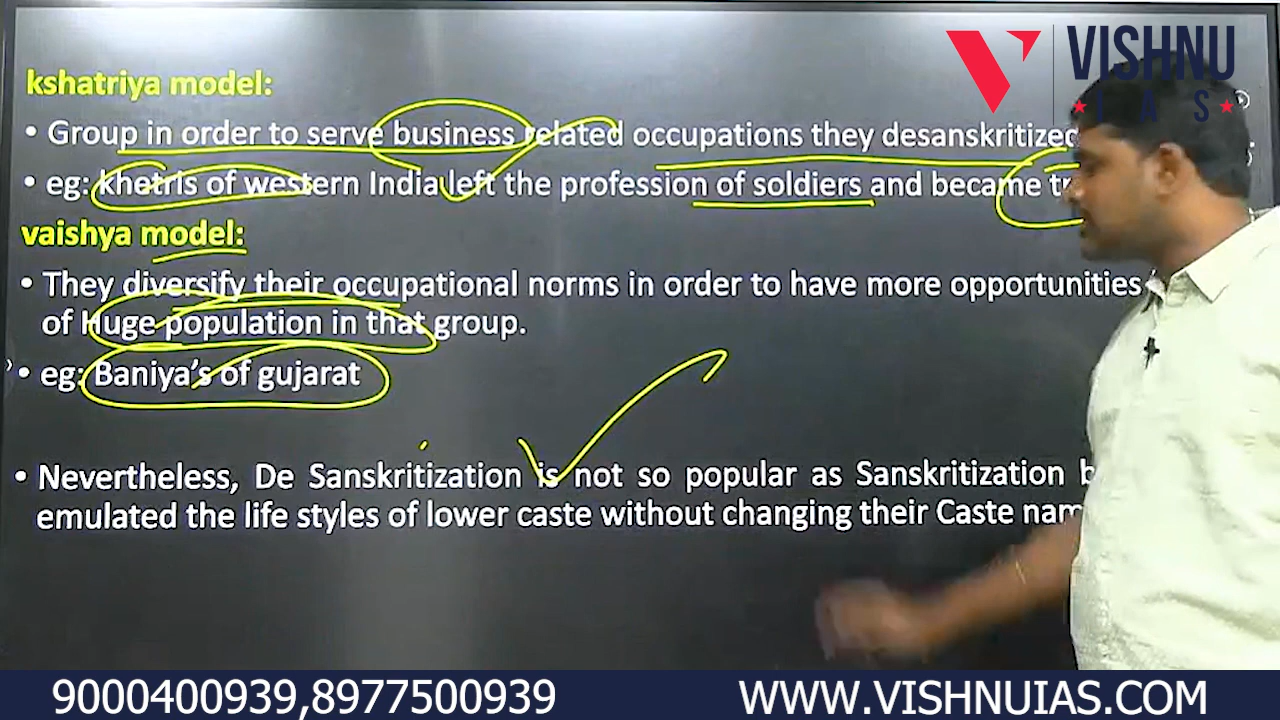 VISHNU
IAS
kshatriya model:
• Group in order to serve business related occupations they desanskritized
• eg: khetris of western India left the profession of soldiers and became
vaishya model:
• They diversify their occupational norms in order to have more opportunities
of Huge population in that group.
• eg: Baniya's of gujarat
• Nevertheless, De Sanskritization is not so popular as Sanskritization
emulated the life styles of lower caste without changing their Caste
9000400939,8977500939
WWW.VISHNUIAS.COM